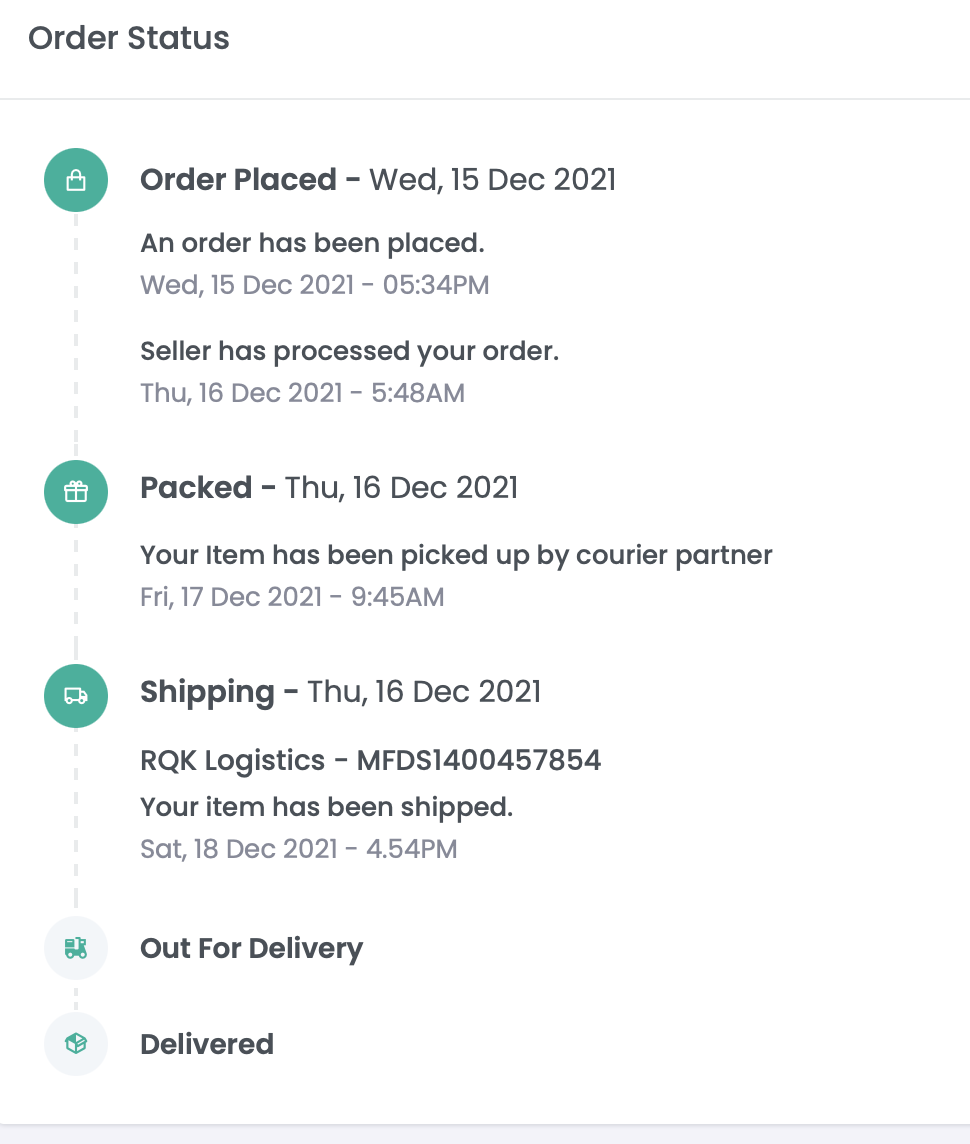 Order Status
Order Placed - Wed, 15 Dec 2021
An order has been placed.
Wed, 15 Dec 2021 - 05:34PM
Seller has processed your order.
Thu, 16 Dec 2021 - 5:48AM
Packed - Thu, 16 Dec 2021
Your Item has been picked up by courier partner
Fri, 17 Dec 2021 - 9:45AM
Shipping - Thu, 16 Dec 2021
RQK Logistics - MFDS1400457854
Your item has been shipped.
Sat, 18 Dec 2021 - 4.54PM
Out For Delivery
Delivered